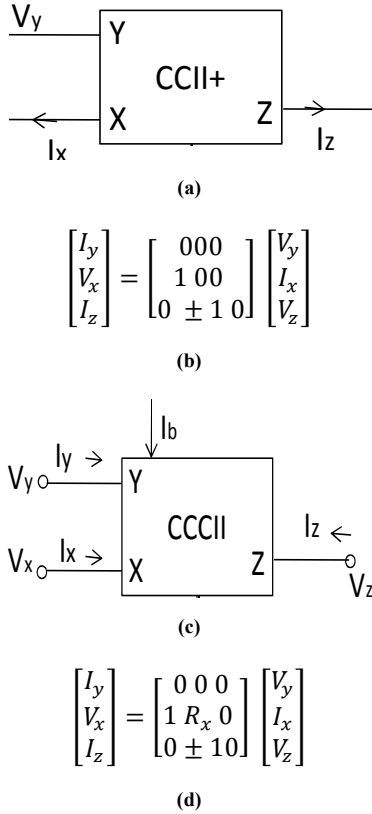 Vy
Y
CCII+
X
Z
Ix
Iz
(a)
[Iy Vx Iz] = [000 1 00 0 ± 1 0] [Vy Ix Vz]
(b)
Ib
Iy
Vy
Y
CCCII
Iz
Vx
Ix
X
Z
Vz
(c)
[Iy Vx Iz] = [0 0 0 1 Rx 0 0 ± 10] [Vy Ix Vz]
(d)